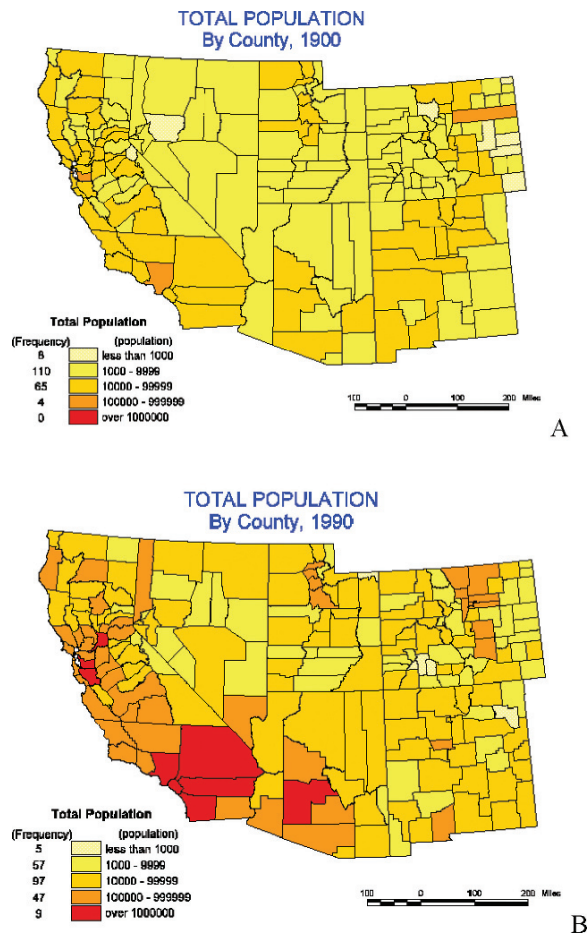 TOTAL POPULATION
By County, 1900
Total Population
(Frequency) (population)
8 less than 1000
110 1000 - 9999
65 10000 - 99999
4 100000 - 999999
0 over 1000000
100 0 100 200 Miles
A
TOTAL POPULATION
By County, 1990
Total Population
(Frequency) (population)
5 less than 1000
57 1000 - 9999
97 10000 - 99999
47 100000 - 999999
9 over 1000000
100 0 100 200 Miles
B